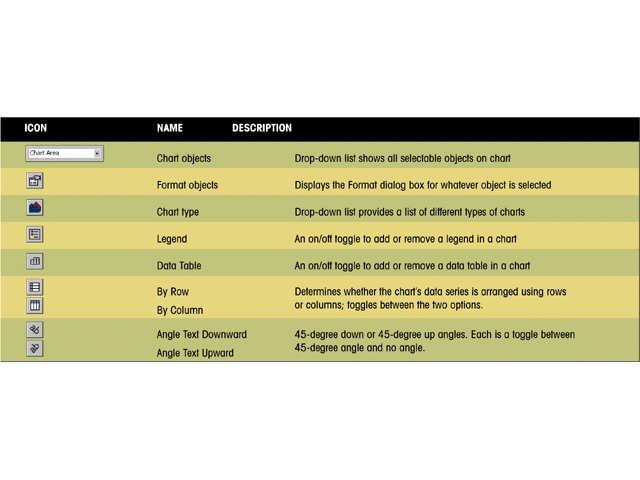 ICON NAME DESCRIPTION
Chart Area
Chart objects Drop-down list shows all selectable objects on chart
Format objects Displays the Format dialog box for whatever object is selected
Chart type Drop-down list provides a list of different types of charts
Legend An on/off toggle to add or remove a legend in a chart
Data Table An on/off toggle to add or remove a data table in a chart
By Row Determines whether the chart's data series is arranged using rows
By Column or columns; toggles between the two options.
Angle Text Downward 45-degree down or 45-degree up angles. Each is a toggle between
Angle Text Upward 45-degree angle and no angle.